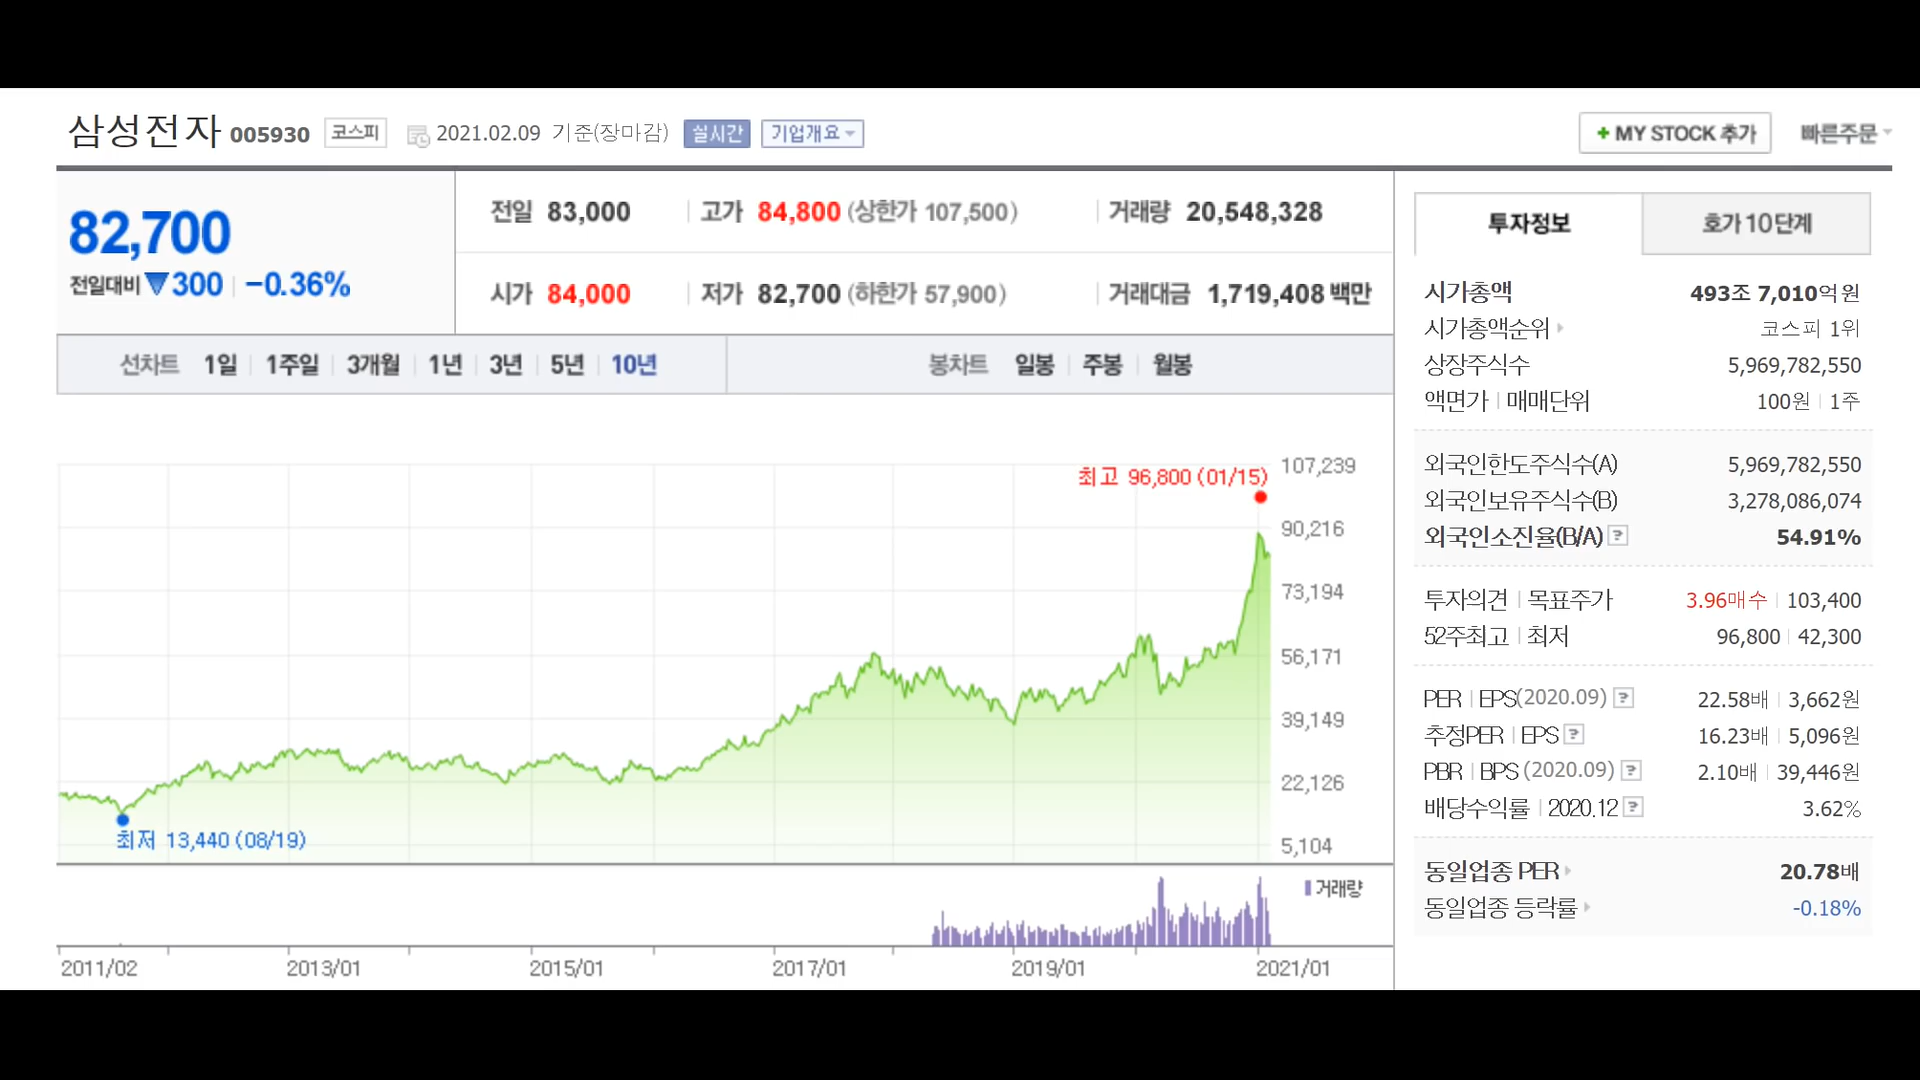 삼성전자 005930 코스피 2021.02.09 기준(장마감) 실시간 기업개요
+ MY STOCK 추가 빠른주문
82,700
전일대비 ▼300 -0.36%
전일 83,000 고가 84,800 (상한가 107,500) 거래량 20,548,328
시가 84,000 저가 82,700 (하한가 57,900) 거래대금 1,719,408 백만
선차트 1일 1주일 3개월 1년 3년 5년 10년 봉차트 일봉 주봉 월봉
최고 96,800 (01/15)
107,239
90,216
73,194
56,171
39,149
22,126
5,104
최저 13,440 (08/19)
거래량
2011/02 2013/01 2015/01 2017/01 2019/01 2021/01
투자정보 호가 10단계
시가총액 493조 7,010억원
시가총액순위 코스피 1위
상장주식수 5,969,782,550
액면가 매매단위 100원 1주
외국인한도주식수(A) 5,969,782,550
외국인보유주식수(B) 3,278,086,074
외국인소진율(B/A) ? 54.91%
투자의견 목표주가 3.96매수 103,400
52주최고 최저 96,800 42,300
PER EPS(2020.09) ? 22.58배 3,662원
추정PER EPS ? 16.23배 5,096원
PBR BPS (2020.09) ? 2.10배 39,446원
배당수익률 2020.12 ? 3.62%
동일업종 PER 20.78배
동일업종 등락률 -0.18%